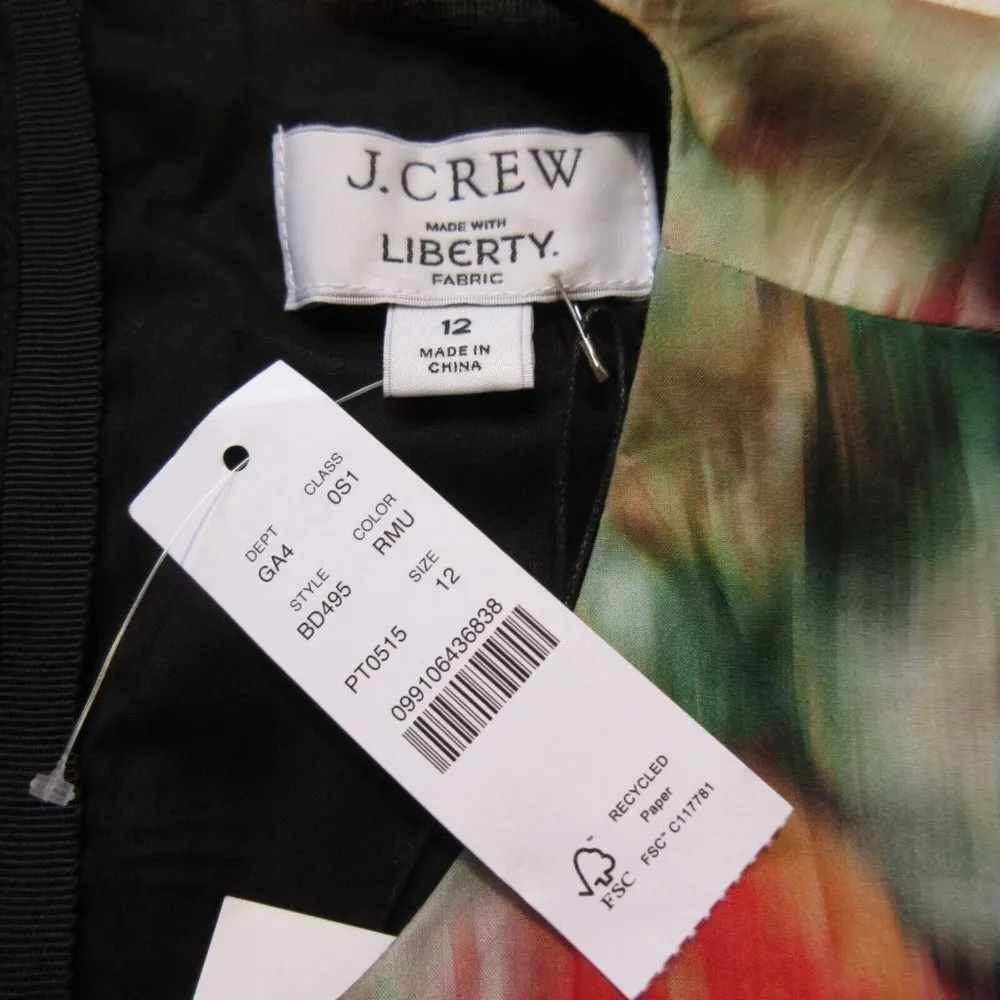 J.CREW
MADE WITH
LIBERTY.
FABRIC
12
MADE IN
CHINA
DEPT CLASS
GA4 0S1
STYLE COLOR
BD495 RMU
SIZE
PT0515 12
099106436838
RECYCLED
Paper
FSC™ C117781
FSC